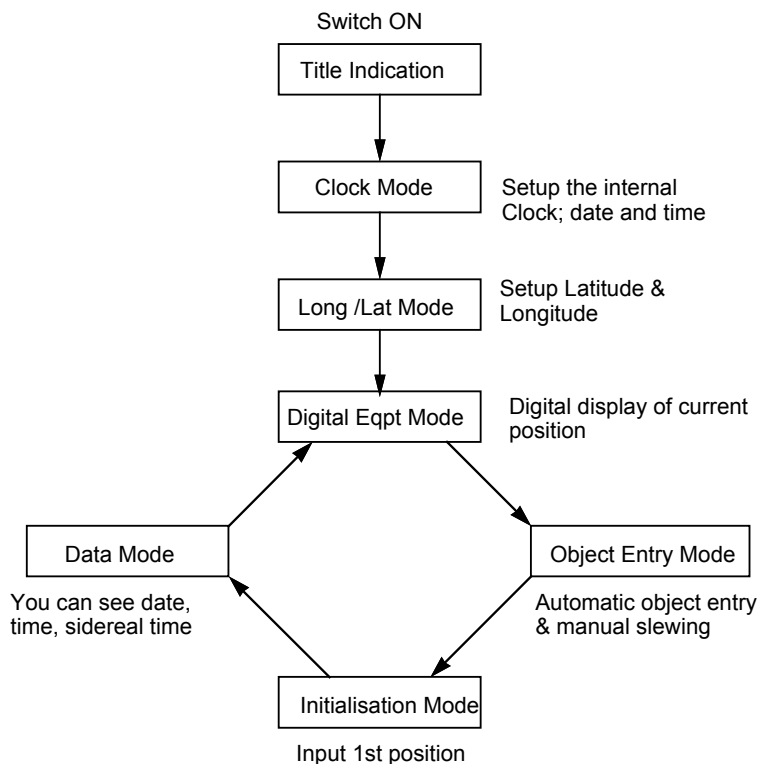 Switch ON
Title Indication
Clock Mode
Setup the internal
Clock; date and time
Long /Lat Mode
Setup Latitude &
Longitude
Digital Eqpt Mode
Digital display of current
position
Data Mode
You can see date,
time, sidereal time
Object Entry Mode
Automatic object entry
& manual slewing
Initialisation Mode
Input 1st position